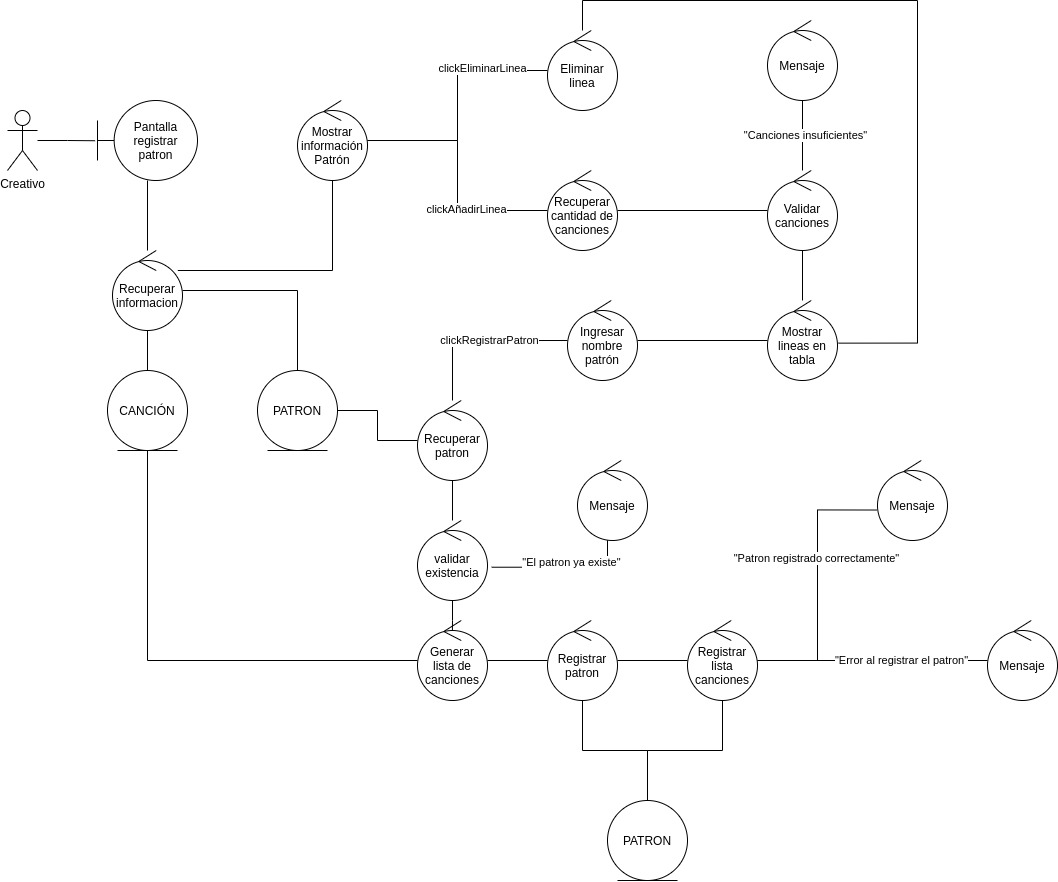 Creativo
Pantalla
registrar
patron
Mostrar
información
Patrón
clickEliminarLinea
Eliminar
linea
Mensaje
"Canciones insuficientes"
clickAñadirLinea
Recuperar
cantidad de
canciones
Validar
canciones
Recuperar
informacion
clickRegistrarPatron
Ingresar
nombre
patrón
Mostrar
lineas en
tabla
CANCIÓN
PATRON
Recuperar
patron
Mensaje
Mensaje
validar
existencia
"El patron ya existe"
"Patron registrado correctamente"
Generar
lista de
canciones
Registrar
patron
Registrar
lista
canciones
"Error al registrar el patron"
Mensaje
PATRON